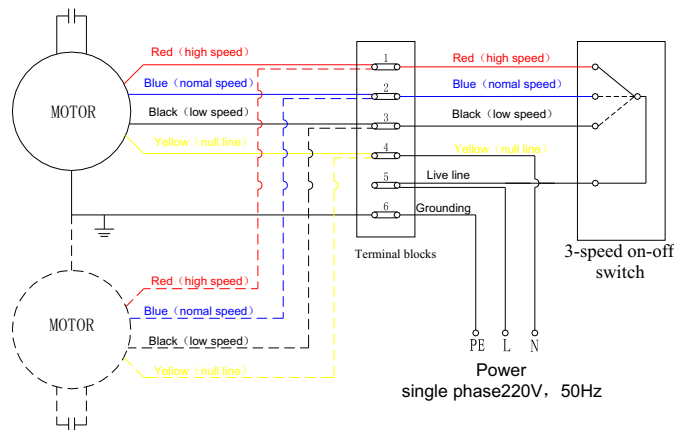 Red（high speed）
Blue（nomal speed）
MOTOR
Black（low speed）
Yellow（null line）
1
2
3
4
5
6
Terminal blocks
Red（high speed）
Blue（nomal speed）
Black（low speed）
Yellow（null line）
Live line
Grounding
3-speed on-off
switch
Red（high speed）
Blue（nomal speed）
MOTOR
Black（low speed）
Yellow（null line）
PE L N
Power
single phase220V，50Hz